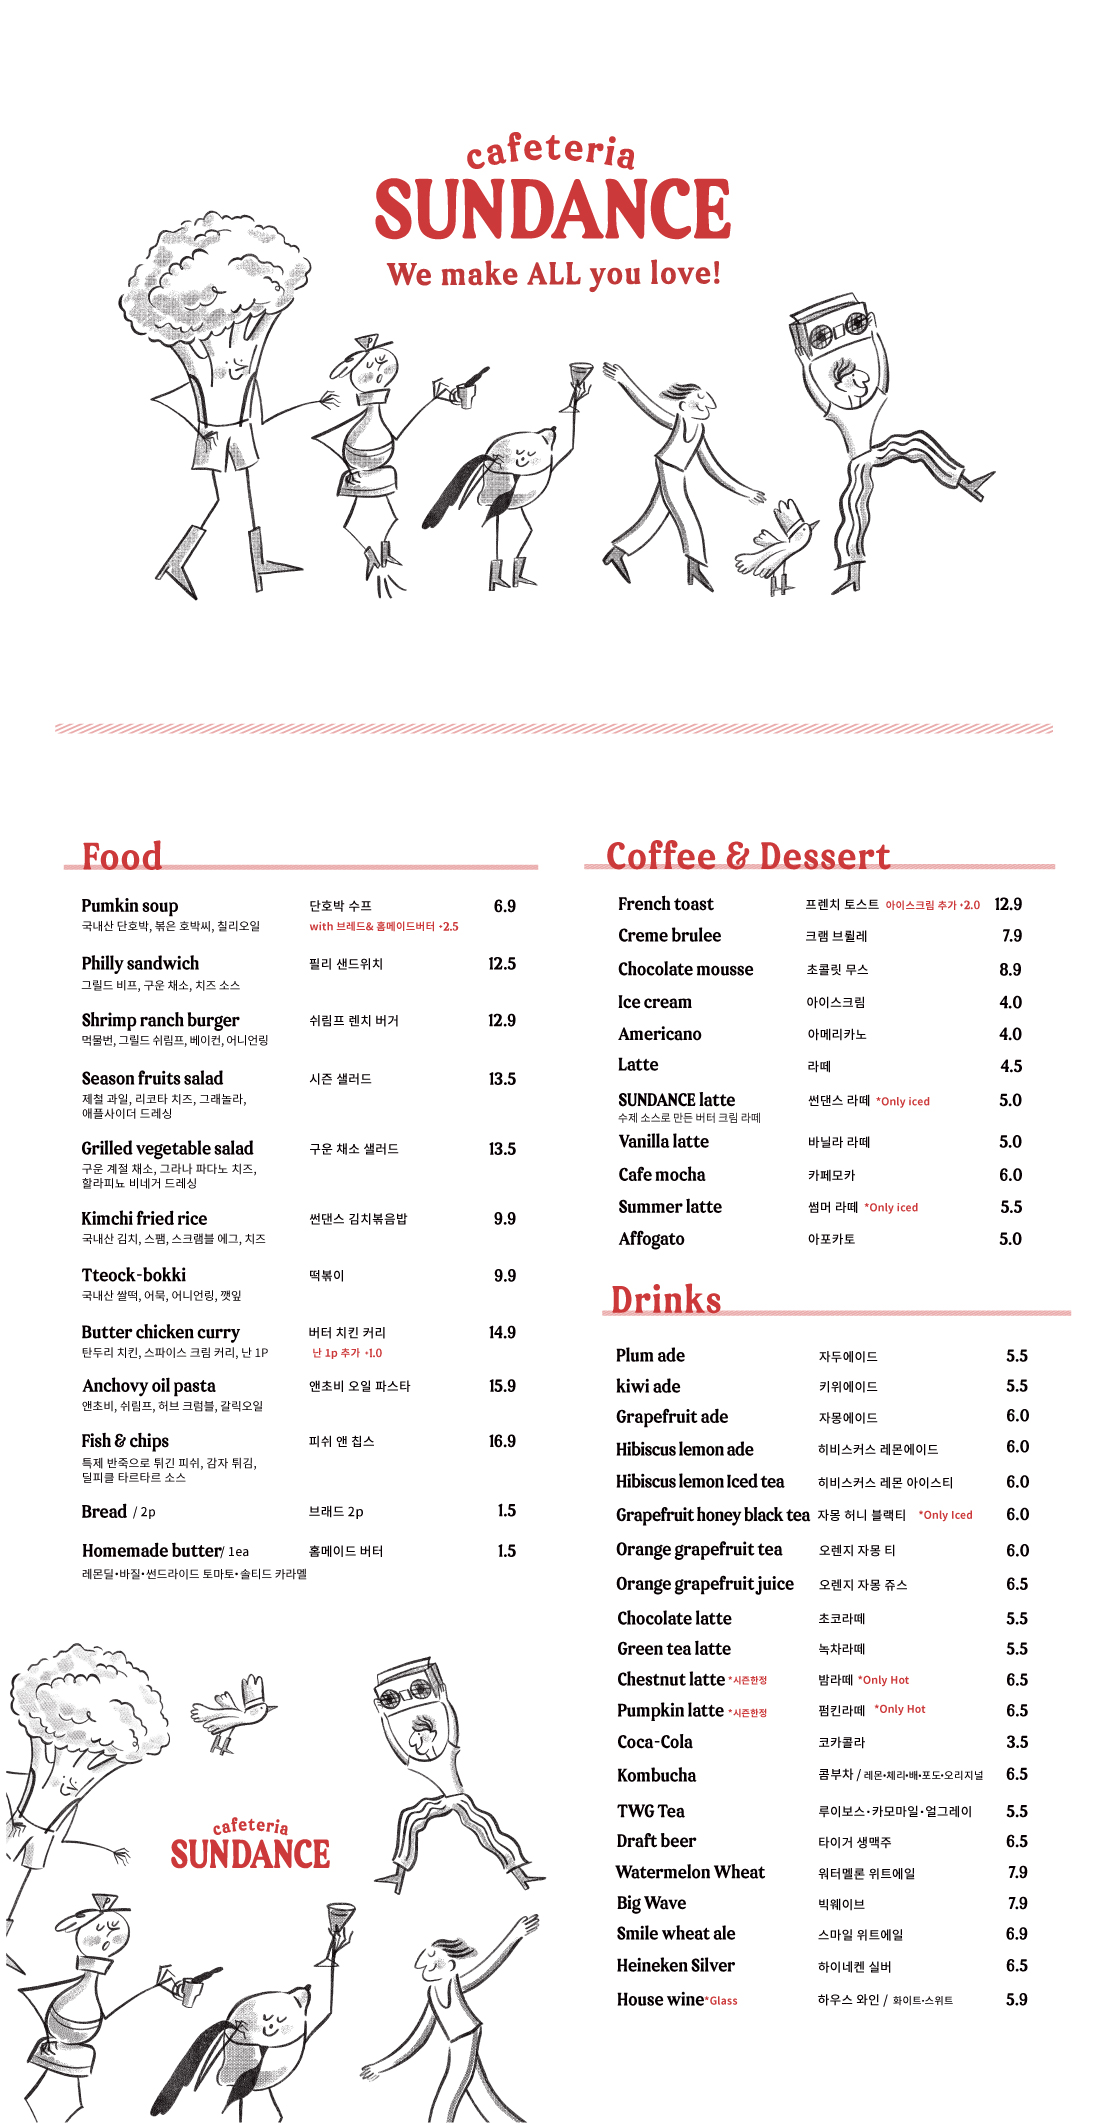 cafeteria
SUNDANCE
We make ALL you love!
Food
Pumkin soup 단호박 수프 6.9
국내산 단호박, 볶은 호박씨, 칠리오일 with 브레드& 홈메이드버터 +2.5
Philly sandwich 필리 샌드위치 12.5
그릴드 비프, 구운 채소, 치즈 소스
Shrimp ranch burger 쉬림프 렌치 버거 12.9
먹물번, 그릴드 쉬림프, 베이컨, 어니언링
Season fruits salad 시즌 샐러드 13.5
제철 과일, 리코타 치즈, 그래놀라,
애플사이더 드레싱
Grilled vegetable salad 구운 채소 샐러드 13.5
구운 계절 채소, 그라나 파다노 치즈,
할라피뇨 비네거 드레싱
Kimchi fried rice 썬댄스 김치볶음밥 9.9
국내산 김치, 스팸, 스크램블 에그, 치즈
Tteock-bokki 떡볶이 9.9
국내산 쌀떡, 어묵, 어니언링, 깻잎
Butter chicken curry 버터 치킨 커리 14.9
탄두리 치킨, 스파이스 크림 커리, 난 1P 난 1p 추가 +1.0
Anchovy oil pasta 앤초비 오일 파스타 15.9
앤초비, 쉬림프, 허브 크럼블, 갈릭오일
Fish & chips 피쉬 앤 칩스 16.9
특제 반죽으로 튀긴 피쉬, 감자 튀김,
딜피클 타르타르 소스
Bread / 2p 브래드 2p 1.5
Homemade butter/ 1ea 홈메이드 버터 1.5
레몬딜•바질•썬드라이드 토마토•솔티드 카라멜
Coffee & Dessert
French toast 프렌치 토스트 아이스크림 추가 +2.0 12.9
Creme brulee 크램 브륄레 7.9
Chocolate mousse 초콜릿 무스 8.9
Ice cream 아이스크림 4.0
Americano 아메리카노 4.0
Latte 라떼 4.5
SUNDANCE latte 썬댄스 라떼 *Only iced 5.0
수제 소스로 만든 버터 크림 라떼
Vanilla latte 바닐라 라떼 5.0
Cafe mocha 카페모카 6.0
Summer latte 썸머 라떼 *Only iced 5.5
Affogato 아포카토 5.0
Drinks
Plum ade 자두에이드 5.5
kiwi ade 키위에이드 5.5
Grapefruit ade 자몽에이드 6.0
Hibiscus lemon ade 히비스커스 레몬에이드 6.0
Hibiscus lemon Iced tea 히비스커스 레몬 아이스티 6.0
Grapefruit honey black tea 자몽 허니 블랙티 *Only Iced 6.0
Orange grapefruit tea 오렌지 자몽 티 6.0
Orange grapefruit juice 오렌지 자몽 쥬스 6.5
Chocolate latte 초코라떼 5.5
Green tea latte 녹차라떼 5.5
Chestnut latte *시즌한정 밤라떼 *Only Hot 6.5
Pumpkin latte *시즌한정 펌킨라떼 *Only Hot 6.5
Coca-Cola 코카콜라 3.5
Kombucha 콤부차 / 레몬•체리•배•포도•오리지널 6.5
TWG Tea 루이보스•카모마일•얼그레이 5.5
Draft beer 타이거 생맥주 6.5
Watermelon Wheat 워터멜론 위트에일 7.9
Big Wave 빅웨이브 7.9
Smile wheat ale 스마일 위트에일 6.9
Heineken Silver 하이네켄 실버 6.5
House wine*Glass 하우스 와인 / 화이트•스위트 5.9
cafeteria
SUNDANCE